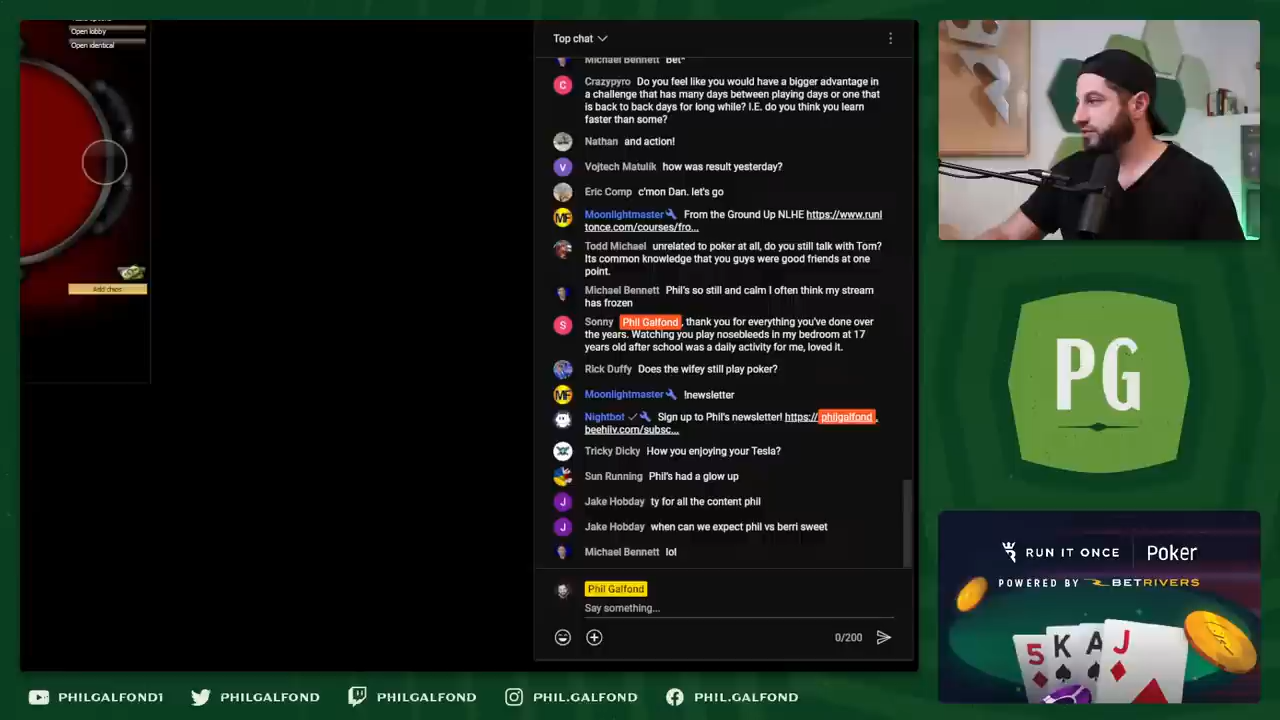 Open lobby
Open identical
Add chips
Top chat
Michael Bennett bet*
Crazypyro Do you feel like you would have a bigger advantage in
a challenge that has many days between playing days or one that
is back to back days for long while? I.E. do you think you learn
faster than some?
Nathan and action!
Vojtech Matulík how was result yesterday?
Eric Comp c'mon Dan. let's go
Moonlightmaster From the Ground Up NLHE https://www.runi
tonce.com/courses/fro...
Todd Michael unrelated to poker at all, do you still talk with Tom?
Its common knowledge that you guys were good friends at one
point.
Michael Bennett Phil's so still and calm I often think my stream
has frozen
Sonny Phil Galfond, thank you for everything you've done over
the years. Watching you play nosebleeds in my bedroom at 17
years old after school was a daily activity for me, loved it.
Rick Duffy Does the wifey still play poker?
Moonlightmaster !newsletter
Nightbot Sign up to Phil's newsletter! https://philgalfond.
beehiiv.com/subsc...
Tricky Dicky How you enjoying your Tesla?
Sun Running Phil's had a glow up
Jake Hobday ty for all the content phil
Jake Hobday when can we expect phil vs berri sweet
Michael Bennett lol
Phil Galfond
Say something...
0/200
PG
RUN IT ONCE Poker
POWERED BY BETRIVERS
5 K A J
PHILGALFOND1 PHILGALFOND PHILGALFOND PHIL.GALFOND PHIL.GALFOND